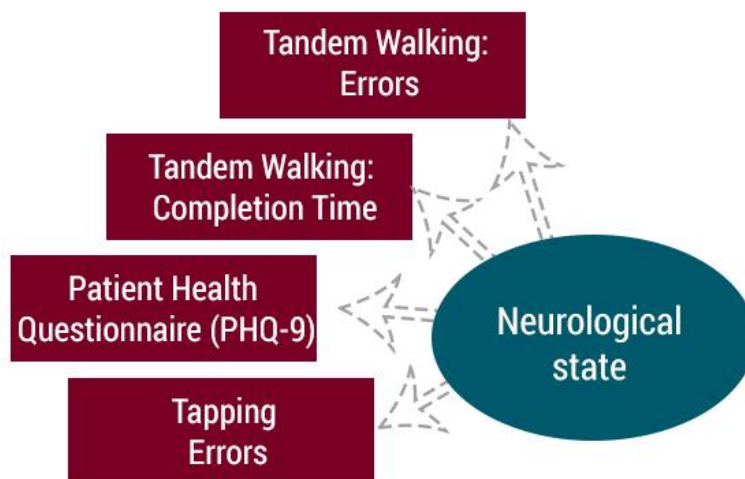 Tandem Walking:
Errors
Tandem Walking:
Completion Time
Patient Health
Questionnaire (PHQ-9)
Tapping
Errors
Neurological
state